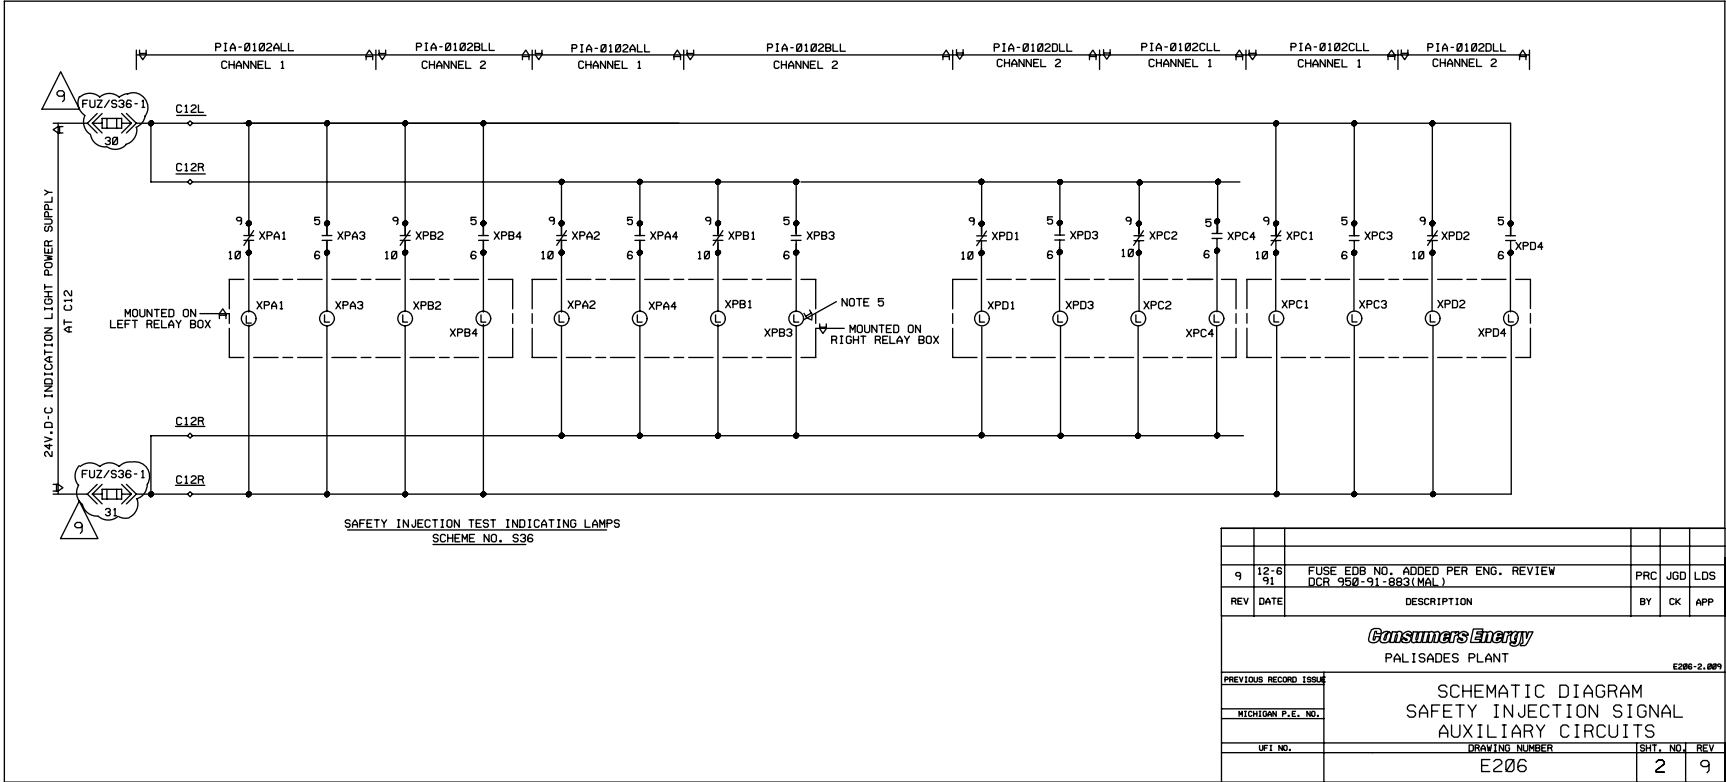 PIA-0102ALL PIA-0102BLL PIA-0102ALL PIA-0102BLL PIA-0102DLL PIA-0102CLL PIA-0102CLL PIA-0102DLL
CHANNEL 1 CHANNEL 2 CHANNEL 1 CHANNEL 2 CHANNEL 2 CHANNEL 1 CHANNEL 1 CHANNEL 2
9
FUZ/S36-1
30
C12L
C12R
24V.D-C INDICATION LIGHT POWER SUPPLY
AT C12
9 5 9 5 9 5 9 5 9 5 9 5 9 5 9 5
XPA1 XPA3 XPB2 XPB4 XPA2 XPA4 XPB1 XPB3 XPD1 XPD3 XPC2 XPC4 XPC1 XPC3 XPD2 XPD4
10 6 10 6 10 6 10 6 10 6 10 6 10 6 10 6
MOUNTED ON
LEFT RELAY BOX
XPA1 XPA3 XPB2 XPB4 XPA2 XPA4 XPB1 XPB3 XPD1 XPD3 XPC2 XPC4 XPC1 XPC3 XPD2 XPD4
L L L L L L L L L L L L L L L L
NOTE 5
MOUNTED ON
RIGHT RELAY BOX
C12R
FUZ/S36-1
31
C12R
9
SAFETY INJECTION TEST INDICATING LAMPS
SCHEME NO. S36
9 12-6 91 FUSE EDB NO. ADDED PER ENG. REVIEW PRC JGD LDS
DCR 950-91-883(MAL)
REV DATE DESCRIPTION BY CK APP
Consumers Energy
PALISADES PLANT
E206-2.009
PREVIOUS RECORD ISSUE
MICHIGAN P.E. NO.
UFI NO.
SCHEMATIC DIAGRAM
SAFETY INJECTION SIGNAL
AUXILIARY CIRCUITS
DRAWING NUMBER SHT. NO. REV
E206 2 9